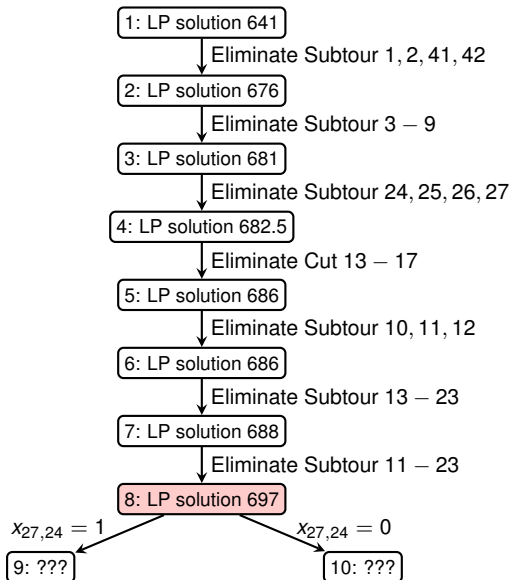 1: LP solution 641
Eliminate Subtour 1, 2, 41, 42
2: LP solution 676
Eliminate Subtour 3 − 9
3: LP solution 681
Eliminate Subtour 24, 25, 26, 27
4: LP solution 682.5
Eliminate Cut 13 − 17
5: LP solution 686
Eliminate Subtour 10, 11, 12
6: LP solution 686
Eliminate Subtour 13 − 23
7: LP solution 688
Eliminate Subtour 11 − 23
8: LP solution 697
x27,24 = 1 x27,24 = 0
9: ??? 10: ???